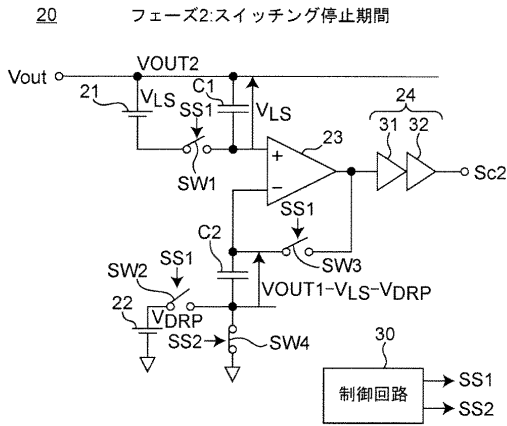 20
フェーズ2:スイッチング停止期間
Vout
VOUT2
21
VLS
C1
VLS
SS1
SW1
23
+
−
24
31
32
Sc2
SS1
SW3
C2
VOUT1−VLS−VDRP
SS1
SW2
22
VDRP
SS2
SW4
30
制御回路
SS1
SS2